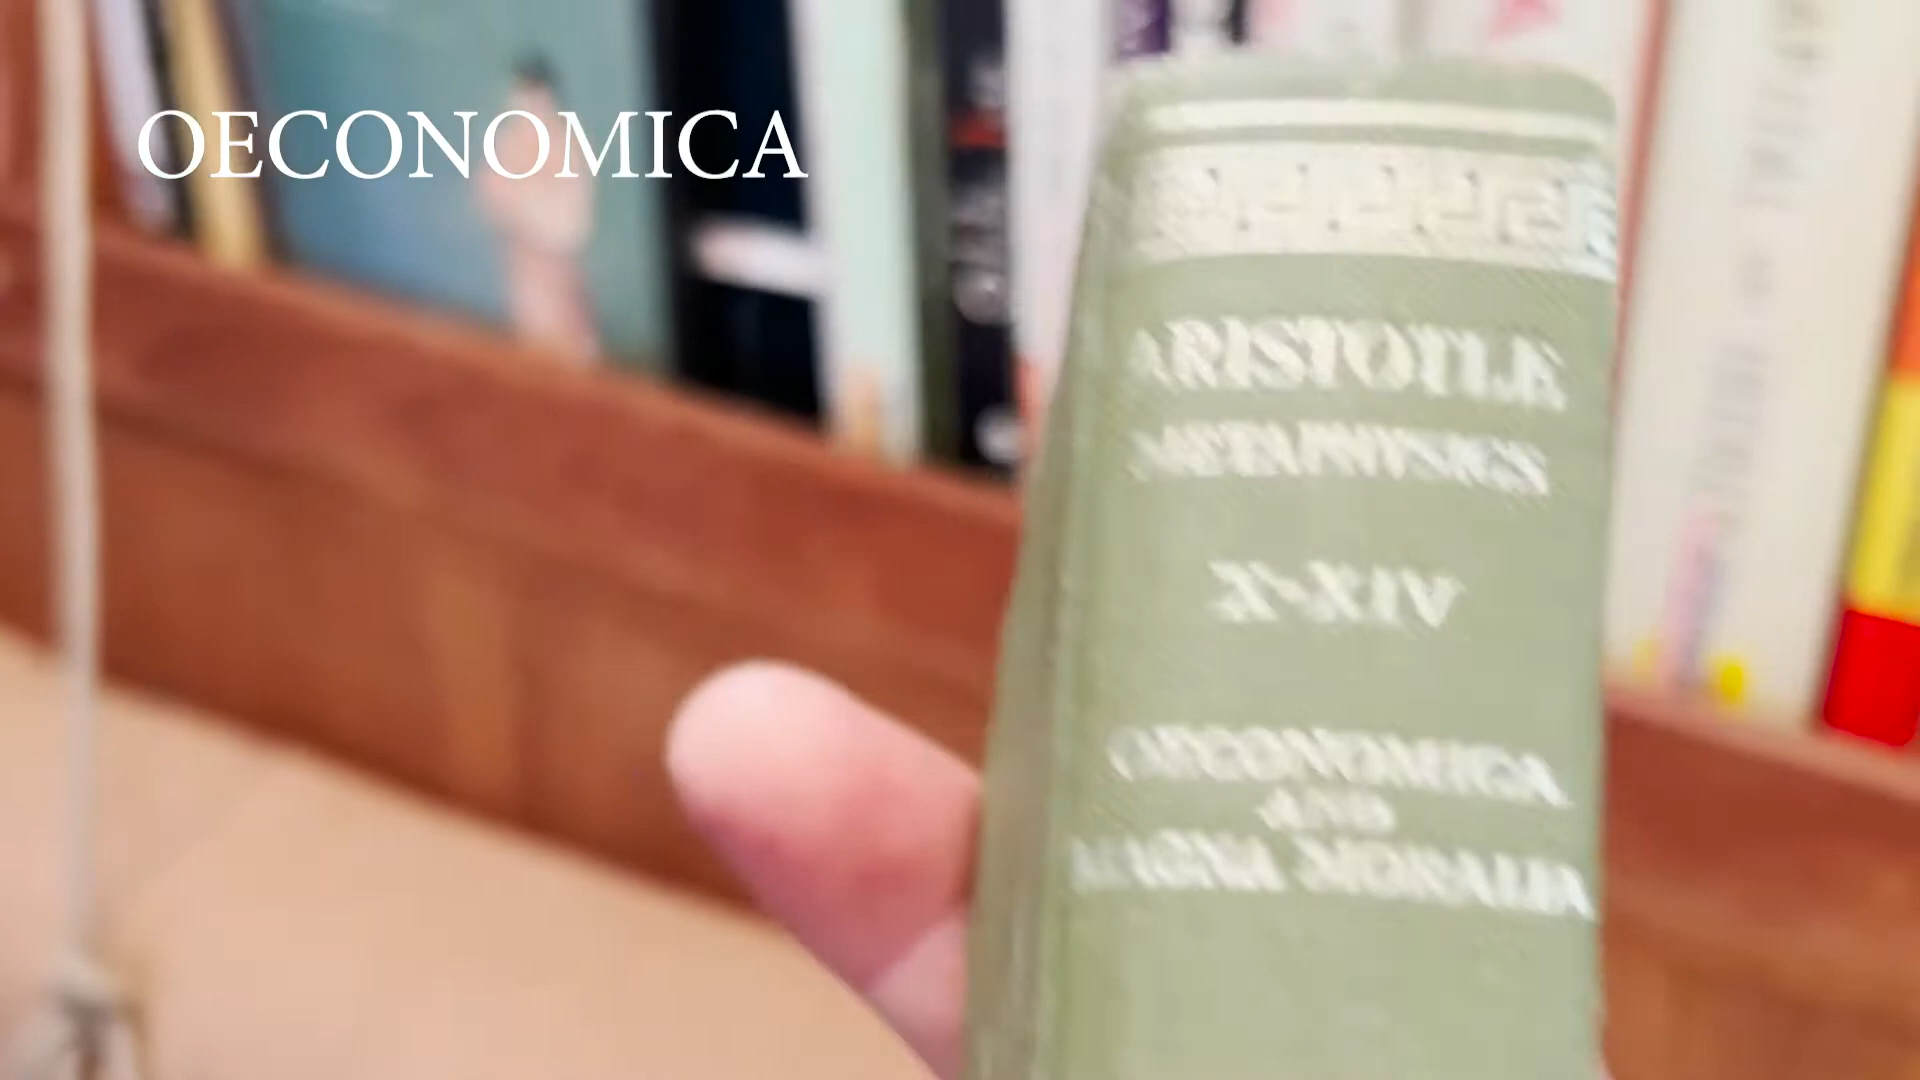 OECONOMICA
ARISTOTLE
METAPHYSICS
X-XIV
OECONOMICA
AND
MAGNA MORALIA